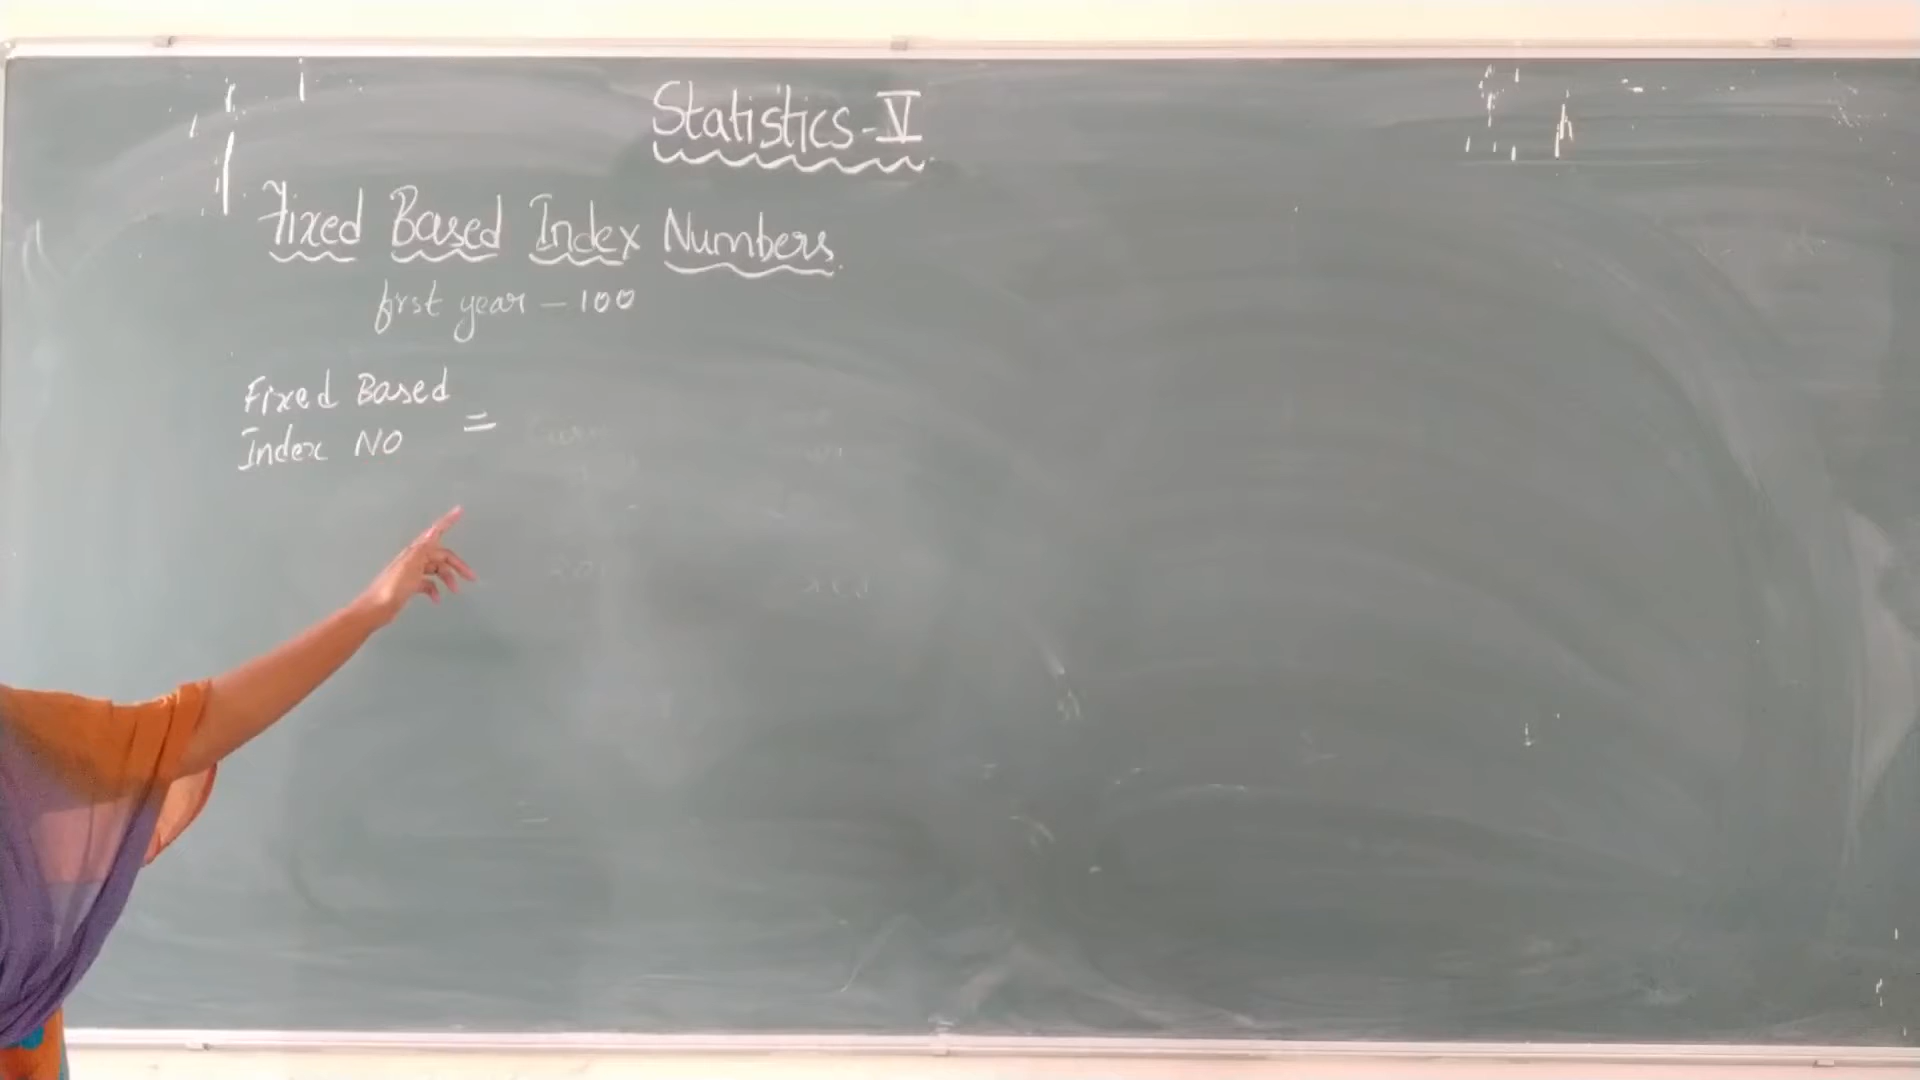 Statistics-V
Fixed Based Index Numbers.
first year - 100
Fixed Based
Index NO =